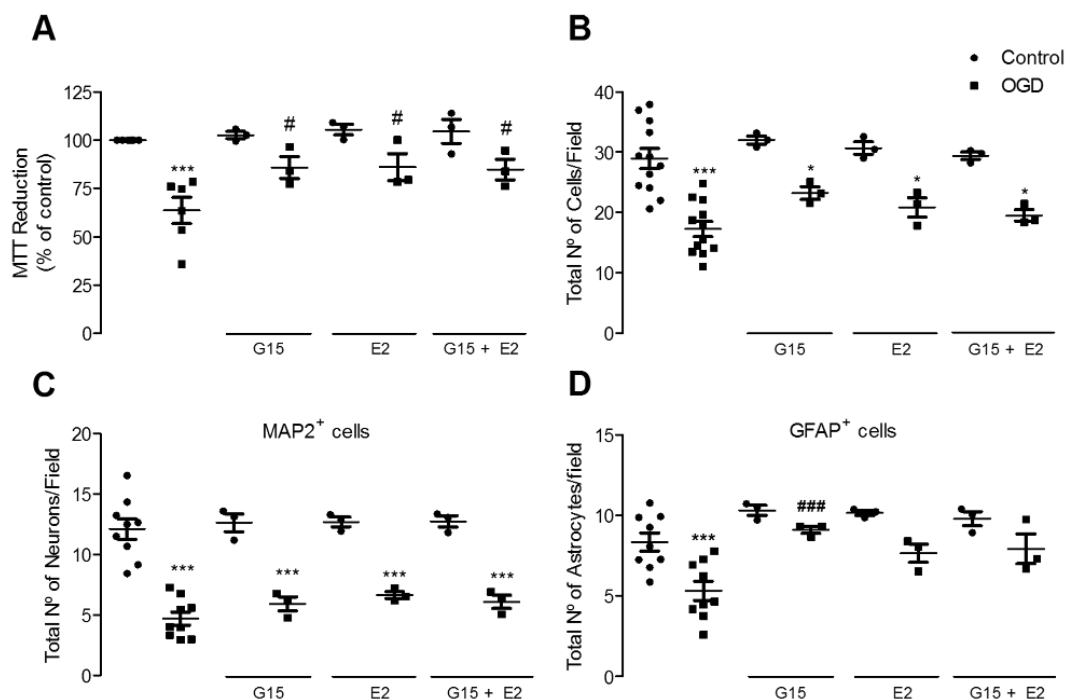 A
MTT Reduction
(% of control)
125
100
75
50
25
0
***
#
#
#
G15
E2
G15 + E2
B
Control
OGD
Total Nº of Cells/Field
40
30
20
10
0
***
*
*
*
G15
E2
G15 + E2
C
MAP2⁺ cells
Total Nº of Neurons/Field
20
15
10
5
0
***
***
***
***
G15
E2
G15 + E2
D
GFAP⁺ cells
Total Nº of Astrocytes/field
15
10
5
0
***
###
G15
E2
G15 + E2